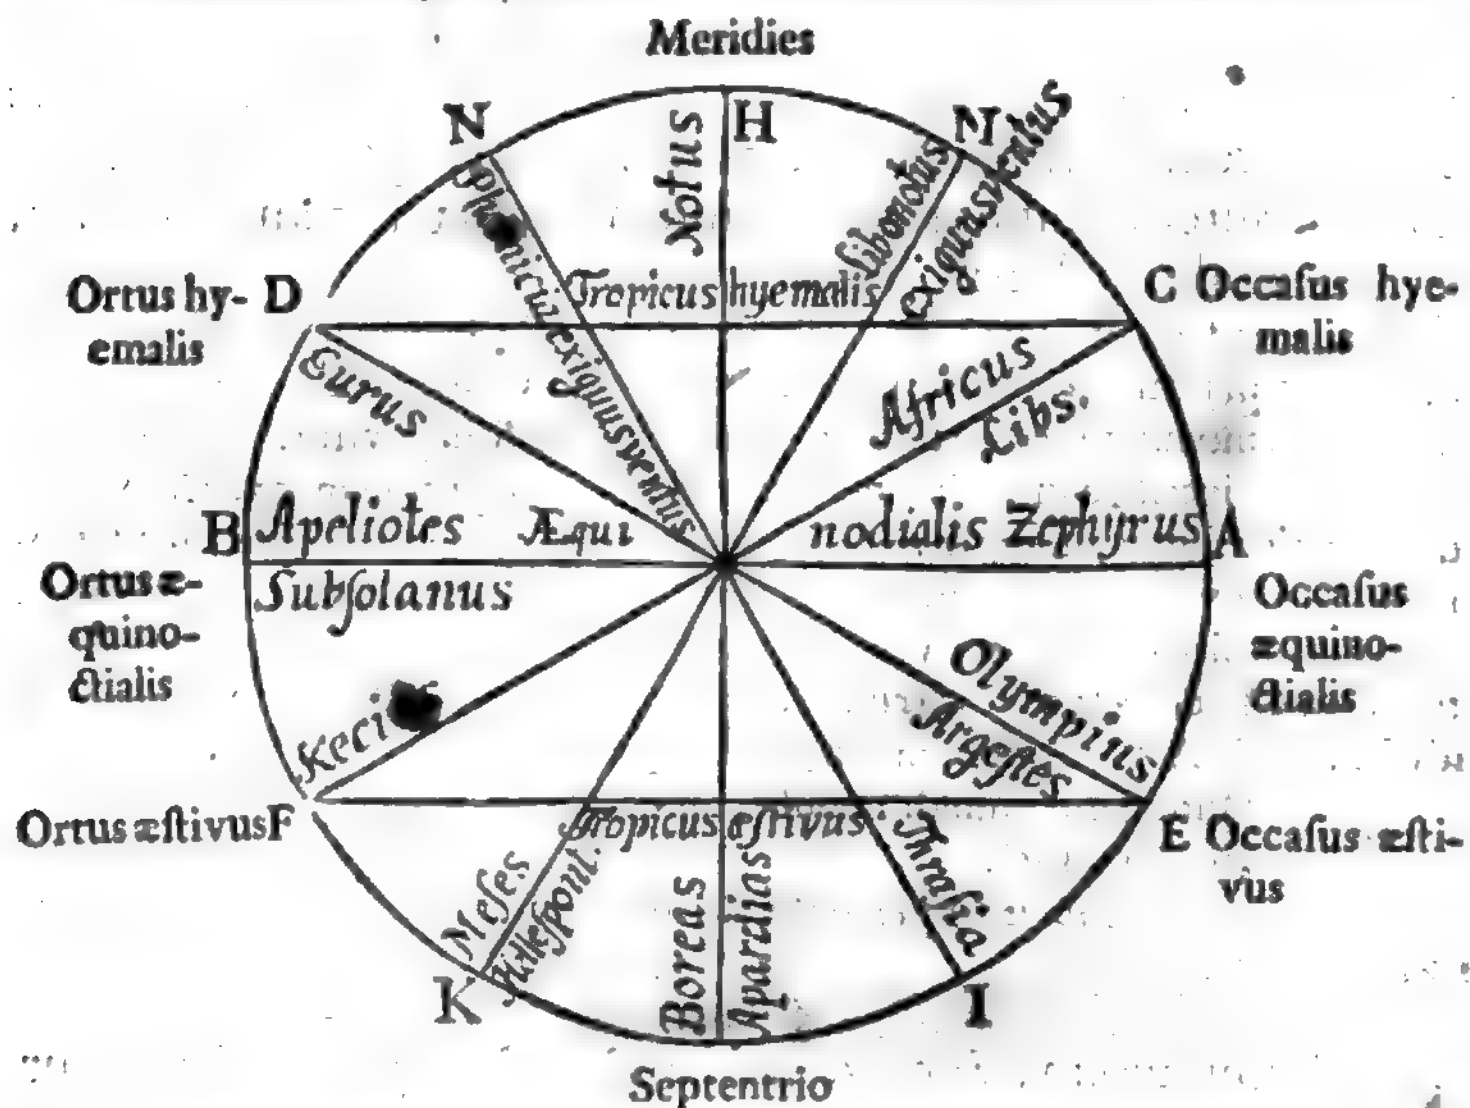 Meridies
N
H
M
Notus
Libonotus
exiguus ventus
exiguus ventus
Tropicus hyemalis
Ortus hy- D
emalis
C Occaſus hye-
malis
Eurus
Africus
Libs.
B
Apeliotes
Æqui
nodialis
Zephyrus
A
Subſolanus
Ortus æ-
quino-
ctialis
Occaſus
æquino-
ctialis
Olympius
Argeſtes
Ortus æſtivus F
Tropicus æſtivus
E Occaſus æſti-
vus
Meſes
Helleſpont.
Boreas
Apardias
Thraſia
K
I
Septentrio